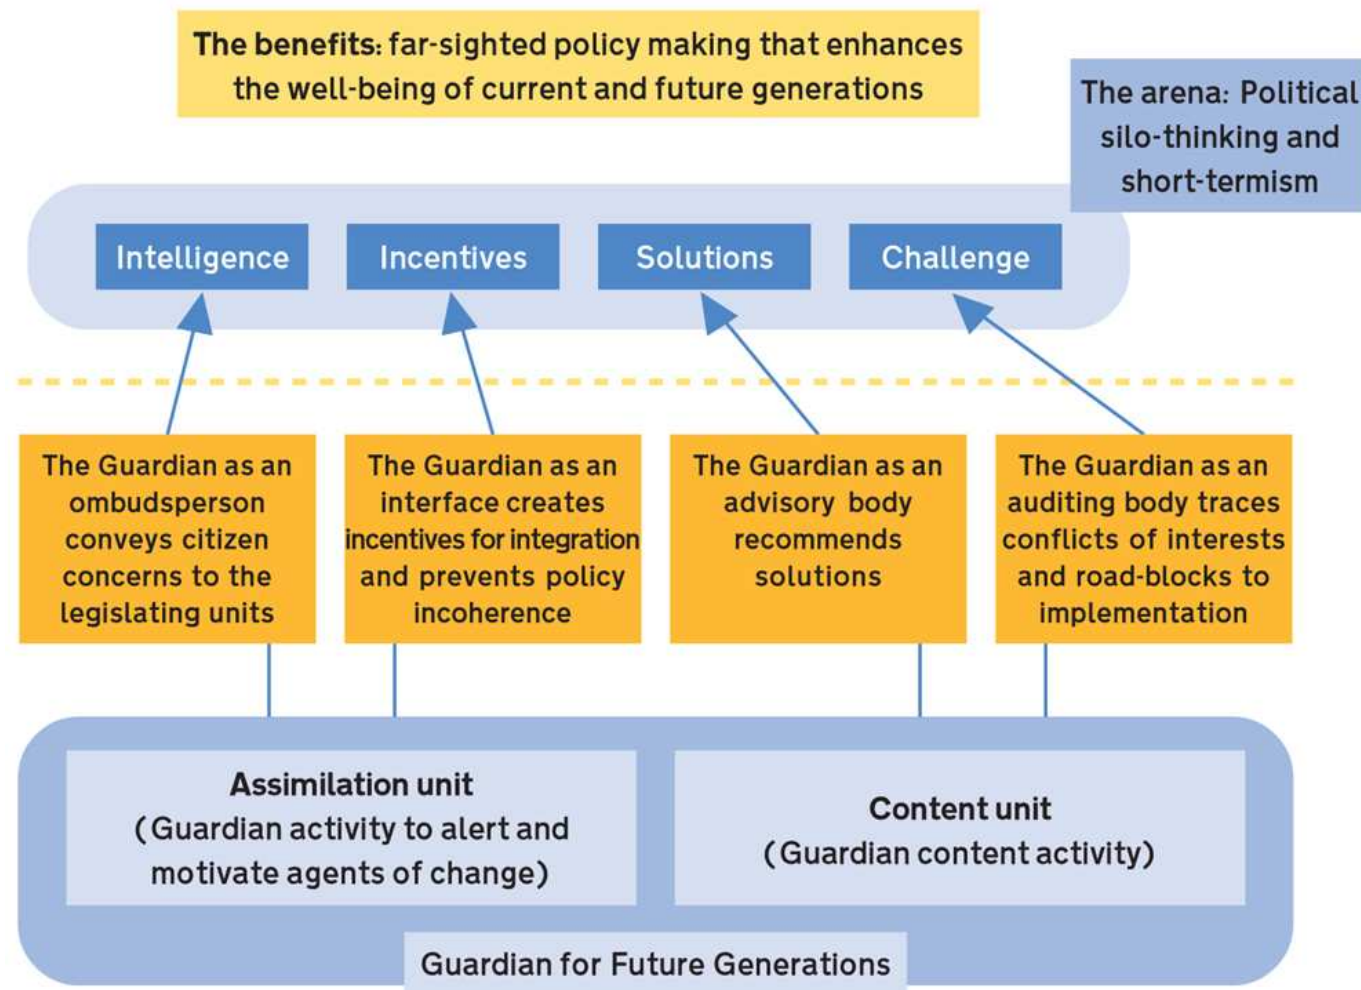 The benefits: far-sighted policy making that enhances
the well-being of current and future generations
The arena: Political
silo-thinking and
short-termism
Intelligence
Incentives
Solutions
Challenge
The Guardian as an
ombudsperson
conveys citizen
concerns to the
legislating units
The Guardian as an
interface creates
incentives for integration
and prevents policy
incoherence
The Guardian as an
advisory body
recommends
solutions
The Guardian as an
auditing body traces
conflicts of interests
and road-blocks to
implementation
Assimilation unit
(Guardian activity to alert and
motivate agents of change)
Content unit
(Guardian content activity)
Guardian for Future Generations